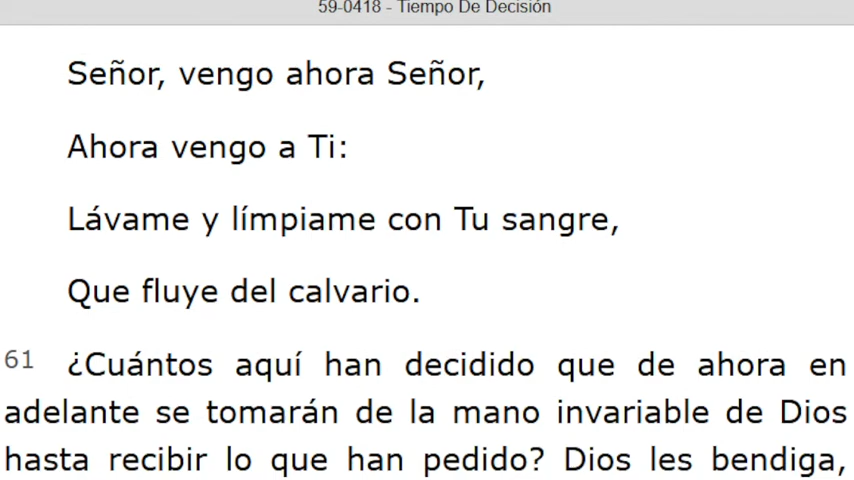 59-0418 - Tiempo De Decisión
Señor, vengo ahora Señor,
Ahora vengo a Ti:
Lávame y límpiame con Tu sangre,
Que fluye del calvario.
61 ¿Cuántos aquí han decidido que de ahora en
adelante se tomarán de la mano invariable de Dios
hasta recibir lo que han pedido? Dios les bendiga,